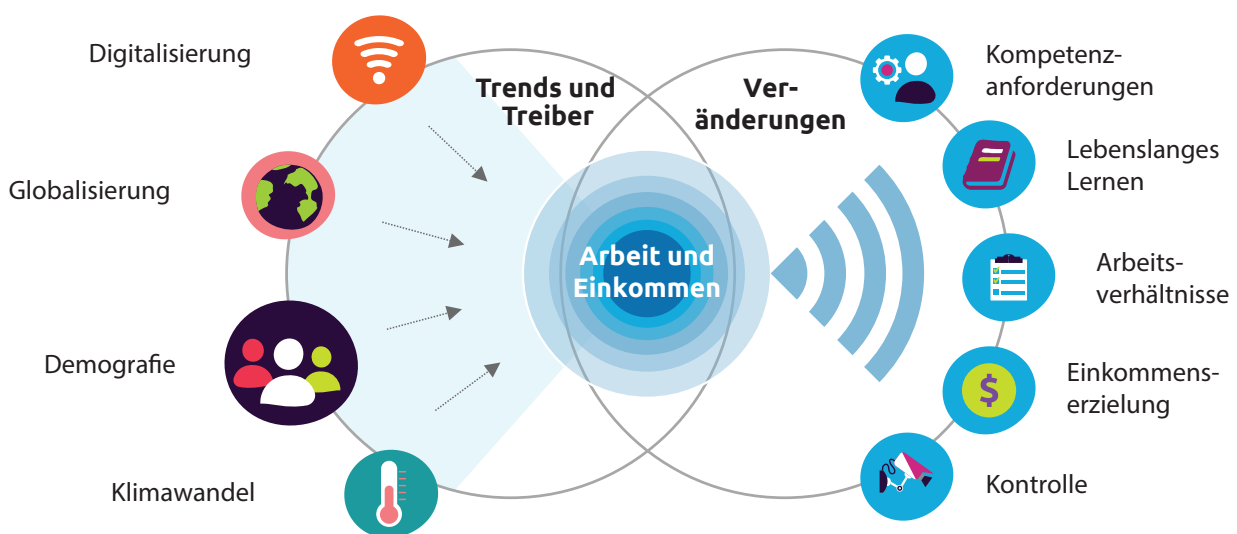 Digitalisierung
Globalisierung
Demografie
Klimawandel
Trends und
Treiber
Arbeit und
Einkommen
Ver-
änderungen
Kompetenz-
anforderungen
Lebenslanges
Lernen
Arbeits-
verhältnisse
$
Einkommens-
erzielung
Kontrolle